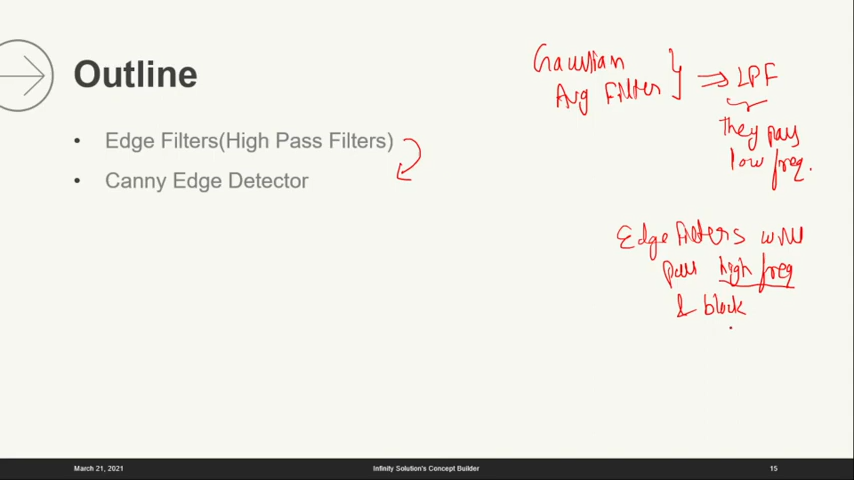 Outline
• Edge Filters(High Pass Filters)
• Canny Edge Detector
Gaussian
Avg Filter
⇒ LPF
They pass
low freq.
Edge Filters will
pass high freq
& block
March 21, 2021
Infinity Solution's Concept Builder
15